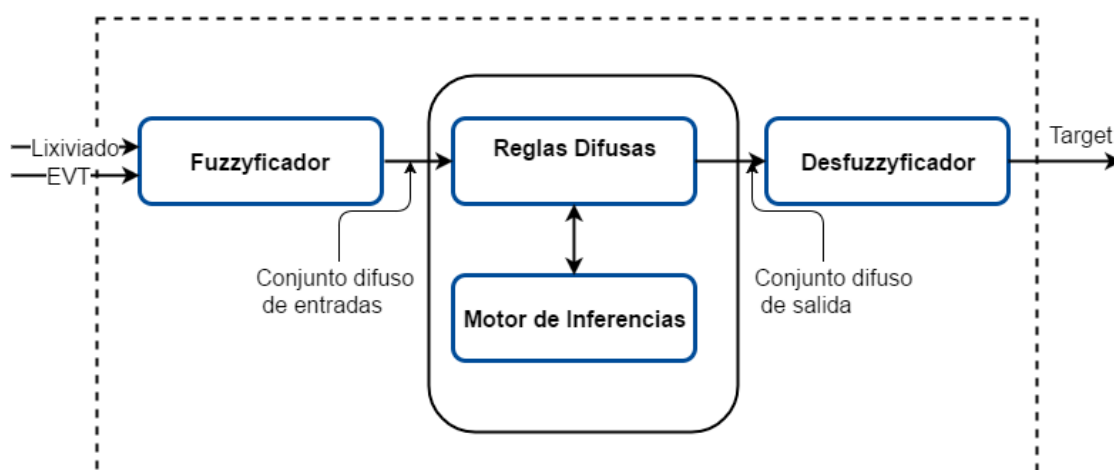 Lixiviado
EVT
Fuzzyficador
Reglas Difusas
Motor de Inferencias
Desfuzzyficador
Target
Conjunto difuso
de entradas
Conjunto difuso
de salida